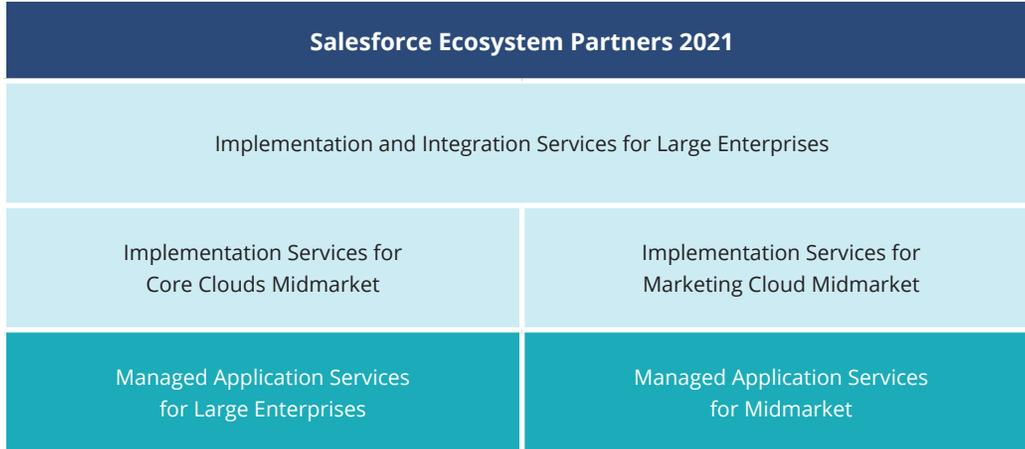 Salesforce Ecosystem Partners 2021
Implementation and Integration Services for Large Enterprises
Implementation Services for
Core Clouds Midmarket
Implementation Services for
Marketing Cloud Midmarket
Managed Application Services
for Large Enterprises
Managed Application Services
for Midmarket